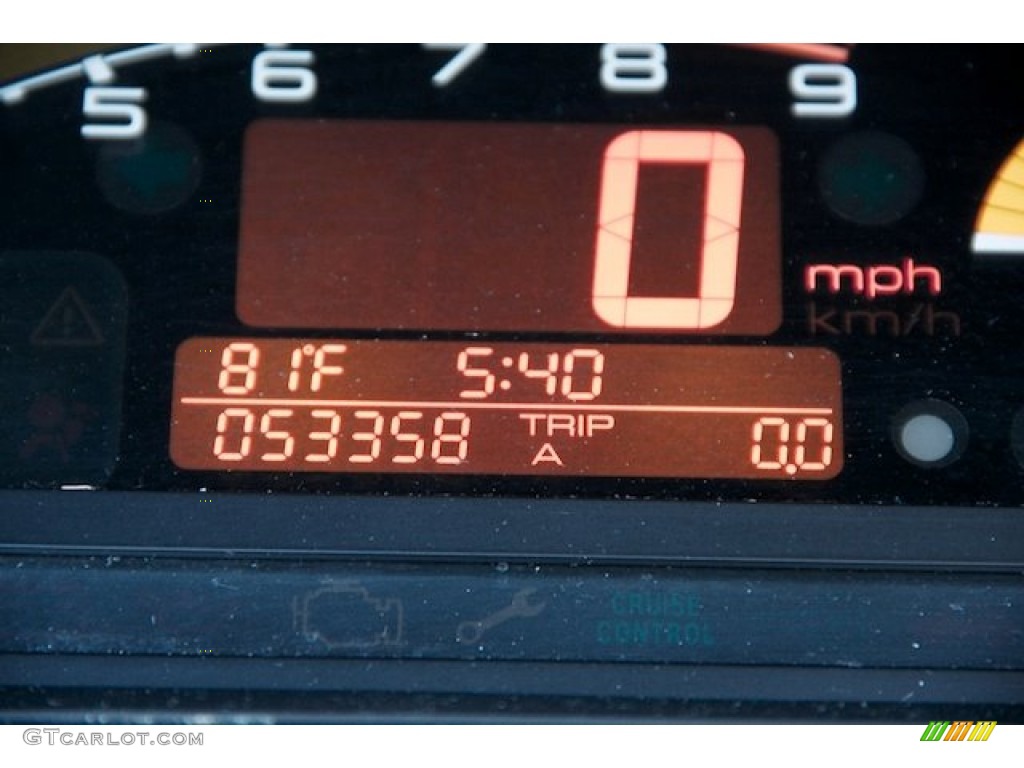 5 6 7 8 9
0
mph
km/h
81°F 5:40
053358 TRIP A 0.0
CRUISE
CONTROL
GTCARLOT.COM